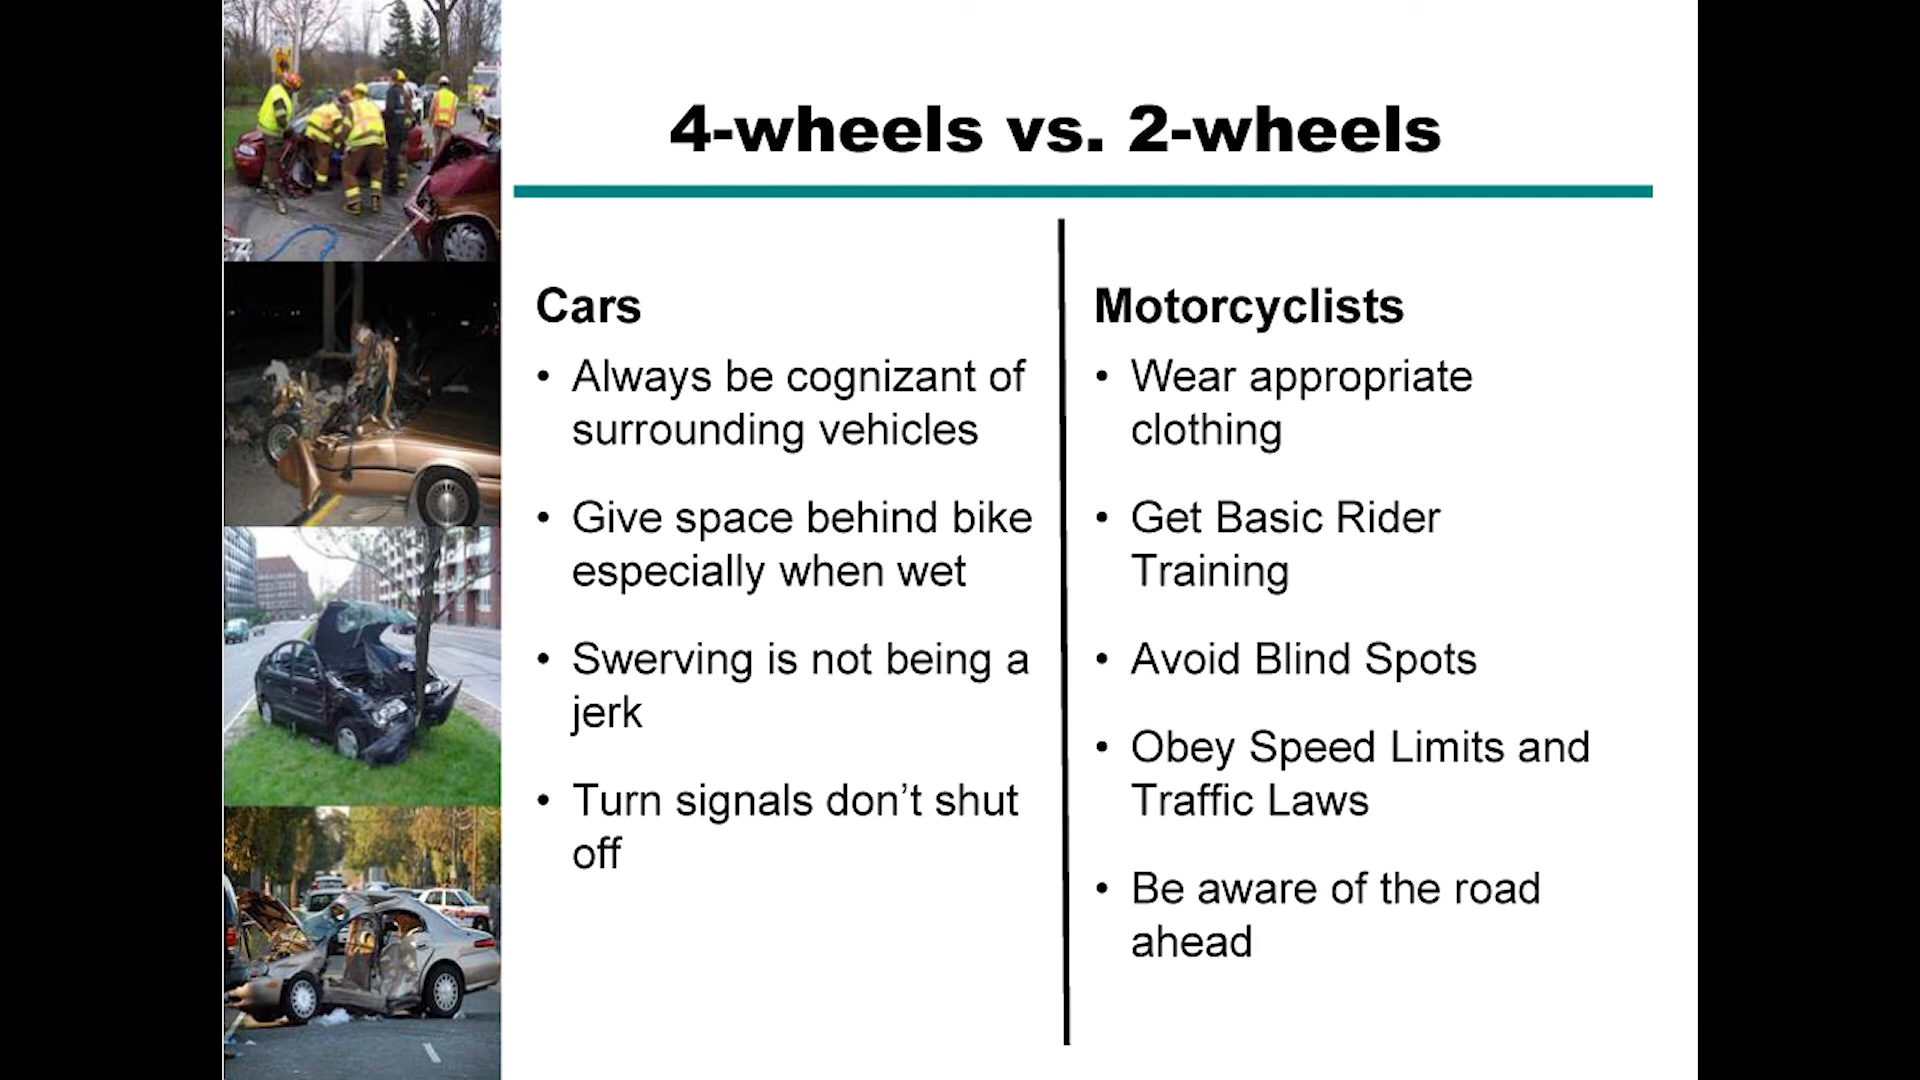 4-wheels vs. 2-wheels
Cars
• Always be cognizant of
surrounding vehicles
• Give space behind bike
especially when wet
• Swerving is not being a
jerk
• Turn signals don’t shut
off
Motorcyclists
• Wear appropriate
clothing
• Get Basic Rider
Training
• Avoid Blind Spots
• Obey Speed Limits and
Traffic Laws
• Be aware of the road
ahead